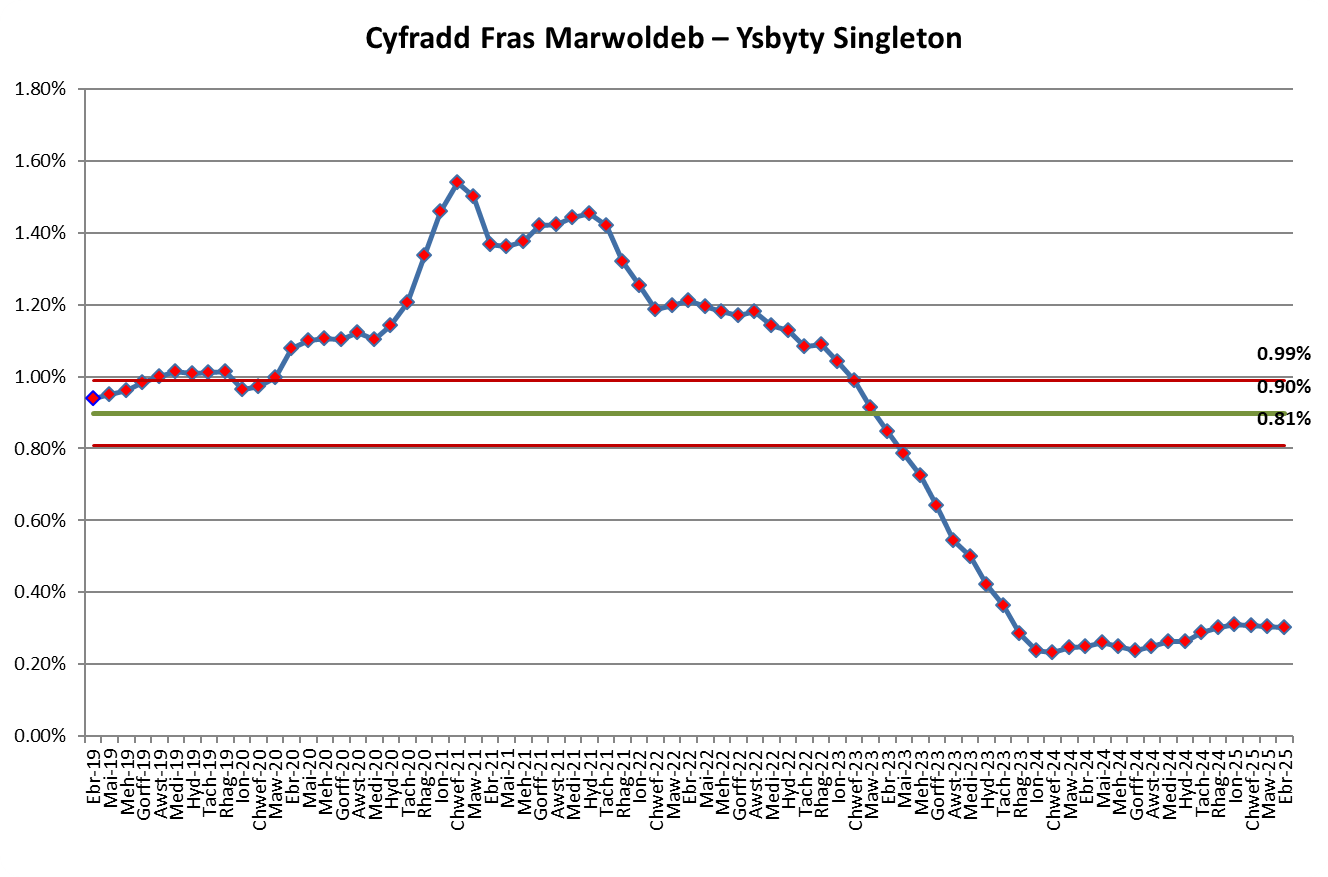 Cyfradd Fras Marwoldeb – Ysbyty Singleton
1.80%
1.60%
1.40%
1.20%
1.00%
0.80%
0.60%
0.40%
0.20%
0.00%
0.99%
0.90%
0.81%
Ebr-19
Mai-19
Meh-19
Gorff-19
Awst-19
Medi-19
Hyd-19
Tach-19
Rhag-19
Ion-20
Chwef-20
Maw-20
Ebr-20
Mai-20
Meh-20
Gorff-20
Awst-20
Medi-20
Hyd-20
Tach-20
Rhag-20
Ion-21
Chwef-21
Maw-21
Ebr-21
Mai-21
Meh-21
Gorff-21
Awst-21
Medi-21
Hyd-21
Tach-21
Rhag-21
Ion-22
Chwef-22
Maw-22
Ebr-22
Mai-22
Meh-22
Gorff-22
Awst-22
Medi-22
Hyd-22
Tach-22
Rhag-22
Ion-23
Chwef-23
Maw-23
Ebr-23
Mai-23
Meh-23
Gorff-23
Awst-23
Medi-23
Hyd-23
Tach-23
Rhag-23
Ion-24
Chwef-24
Maw-24
Ebr-24
Mai-24
Meh-24
Gorff-24
Awst-24
Medi-24
Hyd-24
Tach-24
Rhag-24
Ion-25
Chwef-25
Maw-25
Ebr-25